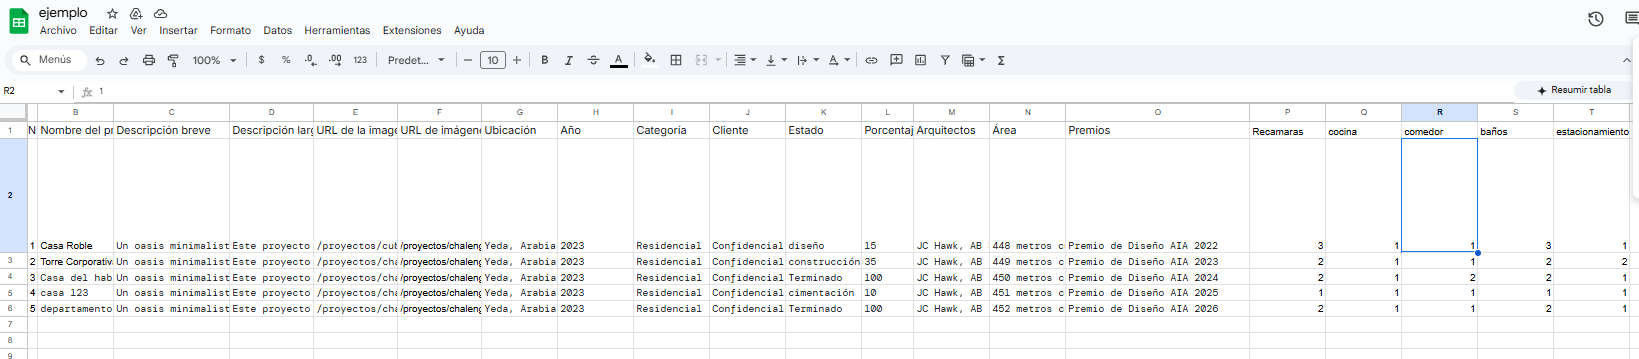 ejemplo
Archivo Editar Ver Insertar Formato Datos Herramientas Extensiones Ayuda
Menús 100% $ % .0 .00 123 Predet... − 10 + B I S A Σ
R2 fx 1 Resumir tabla
B C D E F G H I J K L M N O P Q R S T
1 N Nombre del pr Descripción breve Descripción larg URL de la image URL de imágene Ubicación Año Categoría Cliente Estado Porcentaj Arquitectos Área Premios Recamaras cocina comedor baños estacionamiento
2 1 Casa Roble Un oasis minimalist Este proyecto /proyectos/cub /proyectos/chaleng Yeda, Arabia 2023 Residencial Confidencial diseño 15 JC Hawk, AB 448 metros c Premio de Diseño AIA 2022 3 1 1 3 1
3 2 Torre Corporativa Un oasis minimalist Este proyecto /proyectos/cha /proyectos/chaleng Yeda, Arabia 2023 Residencial Confidencial construcción 35 JC Hawk, AB 449 metros c Premio de Diseño AIA 2023 2 1 1 2 2
4 3 Casa del hab Un oasis minimalist Este proyecto /proyectos/cha /proyectos/chaleng Yeda, Arabia 2023 Residencial Confidencial Terminado 100 JC Hawk, AB 450 metros c Premio de Diseño AIA 2024 2 1 2 2 1
5 4 casa 123 Un oasis minimalist Este proyecto /proyectos/cha /proyectos/chaleng Yeda, Arabia 2023 Residencial Confidencial cimentación 10 JC Hawk, AB 451 metros c Premio de Diseño AIA 2025 1 1 1 1 1
6 5 departamento Un oasis minimalist Este proyecto /proyectos/cha /proyectos/chaleng Yeda, Arabia 2023 Residencial Confidencial Terminado 100 JC Hawk, AB 452 metros c Premio de Diseño AIA 2026 2 1 1 2 1
7
8
9